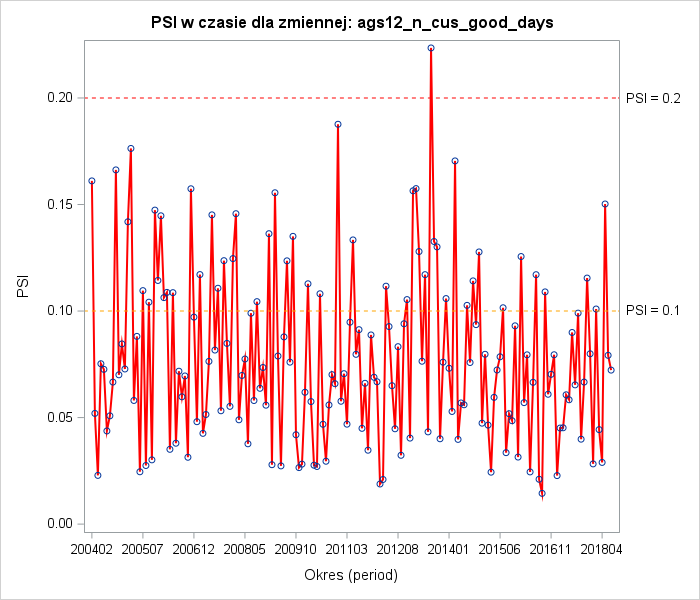 PSI w czasie dla zmiennej: ags12_n_cus_good_days
0.20
PSI = 0.2
0.15
PSI
0.10
PSI = 0.1
0.05
0.00
200402 200507 200612 200805 200910 201103 201208 201401 201506 201611 201804
Okres (period)